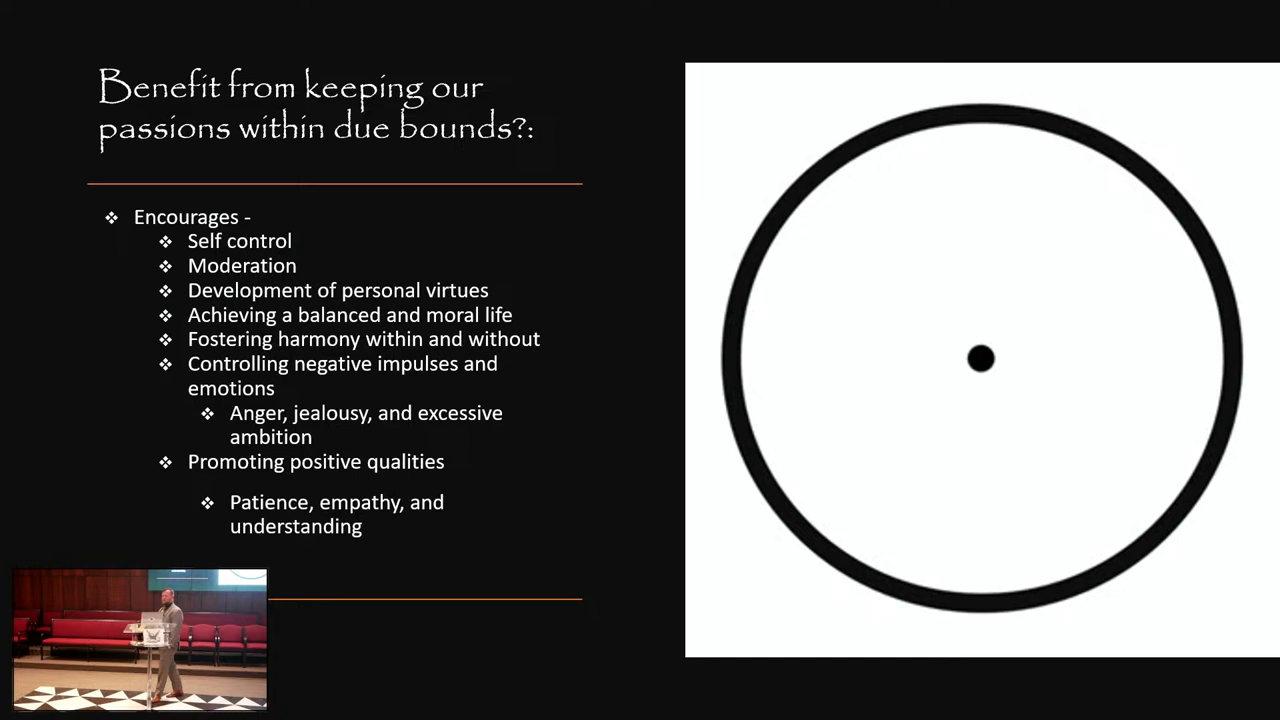 Benefit from keeping our
passions within due bounds?:
❖ Encourages -
❖ Self control
❖ Moderation
❖ Development of personal virtues
❖ Achieving a balanced and moral life
❖ Fostering harmony within and without
❖ Controlling negative impulses and
emotions
❖ Anger, jealousy, and excessive
ambition
❖ Promoting positive qualities
❖ Patience, empathy, and
understanding